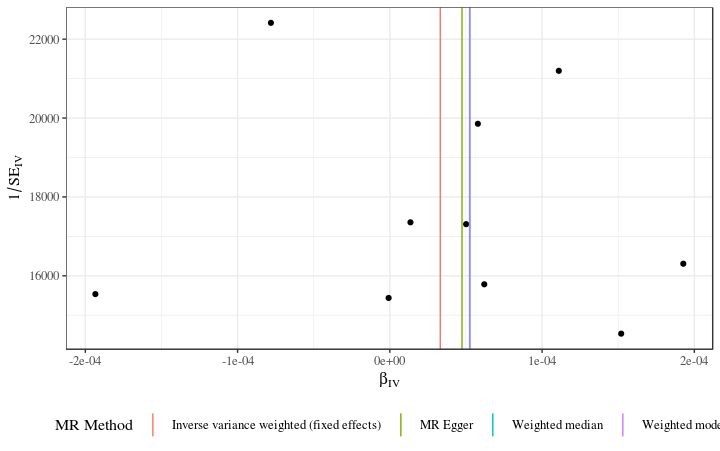 22000
20000
18000
16000
1/SE_IV
-2e-04 -1e-04 0e+00 1e-04 2e-04
β_IV
MR Method Inverse variance weighted (fixed effects) MR Egger Weighted median Weighted mode